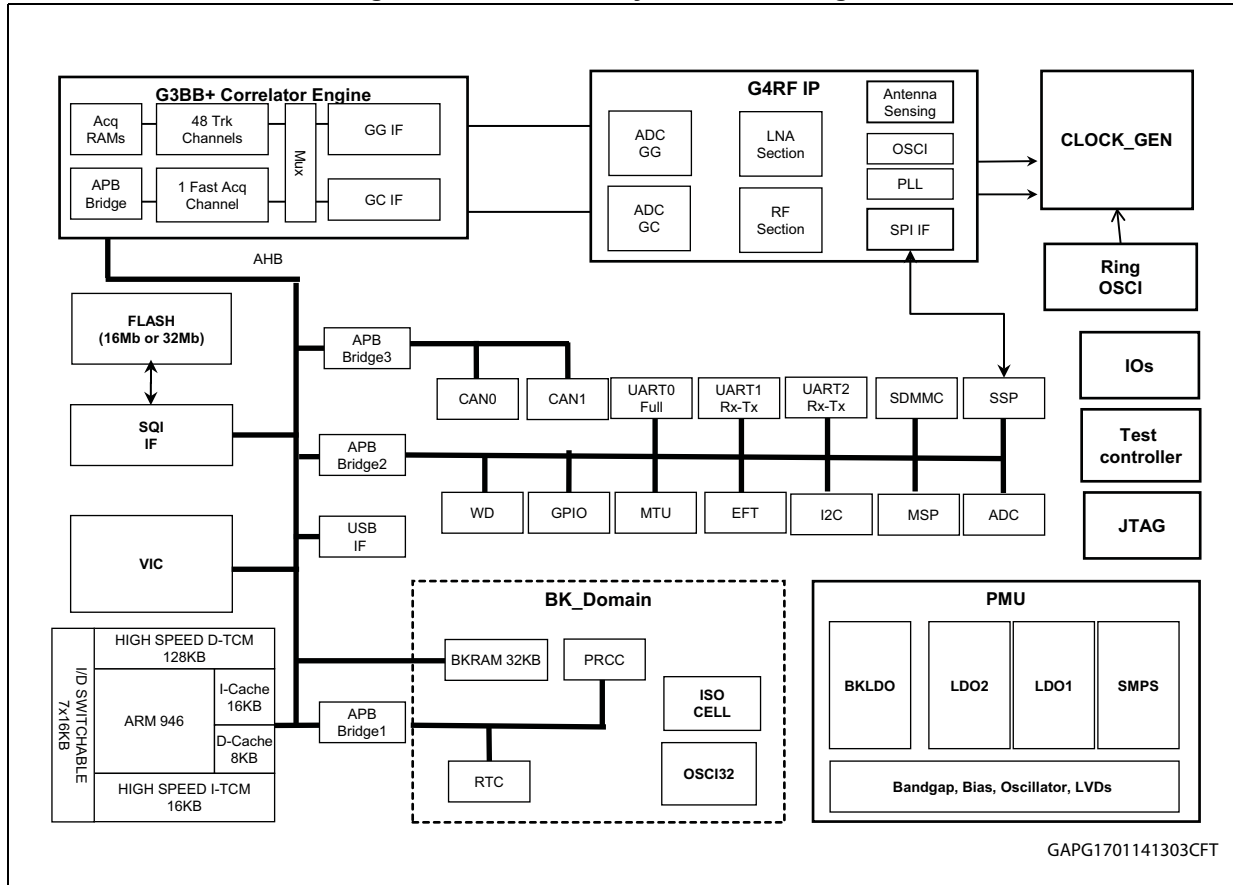 G3BB+ Correlator Engine
Acq
RAMs
48 Trk
Channels
Mux
GG IF
APB
Bridge
1 Fast Acq
Channel
GC IF
G4RF IP
ADC
GG
LNA
Section
Antenna
Sensing
OSCI
PLL
ADC
GC
RF
Section
SPI IF
CLOCK_GEN
Ring
OSCI
AHB
FLASH
(16Mb or 32Mb)
SQI
IF
APB
Bridge3
CAN0
CAN1
UART0
Full
UART1
Rx-Tx
UART2
Rx-Tx
SDMMC
SSP
IOs
Test
controller
JTAG
APB
Bridge2
WD
GPIO
MTU
EFT
I2C
MSP
ADC
VIC
USB
IF
BK_Domain
BKRAM 32KB
PRCC
ISO
CELL
OSCI32
RTC
APB
Bridge1
I/D SWITCHABLE
7x16KB
HIGH SPEED D-TCM
128KB
ARM 946
I-Cache
16KB
D-Cache
8KB
HIGH SPEED I-TCM
16KB
PMU
BKLDO
LDO2
LDO1
SMPS
Bandgap, Bias, Oscillator, LVDs
GAPG1701141303CFT